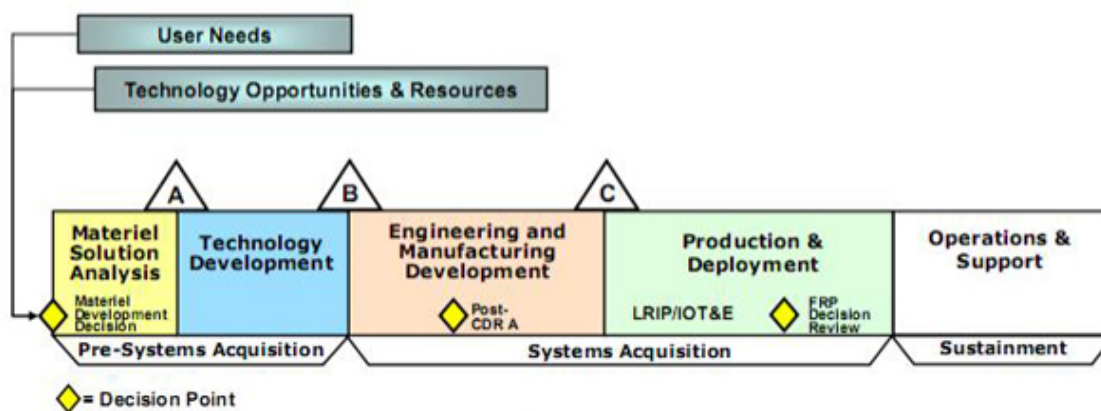 User Needs
Technology Opportunities & Resources
A
B
C
Materiel
Solution
Analysis
Materiel
Development
Decision
Technology
Development
Engineering and
Manufacturing
Development
Post-
CDR A
Production &
Deployment
LRIP/IOT&E
FRP
Decision
Review
Operations &
Support
Pre-Systems Acquisition
Systems Acquisition
Sustainment
= Decision Point